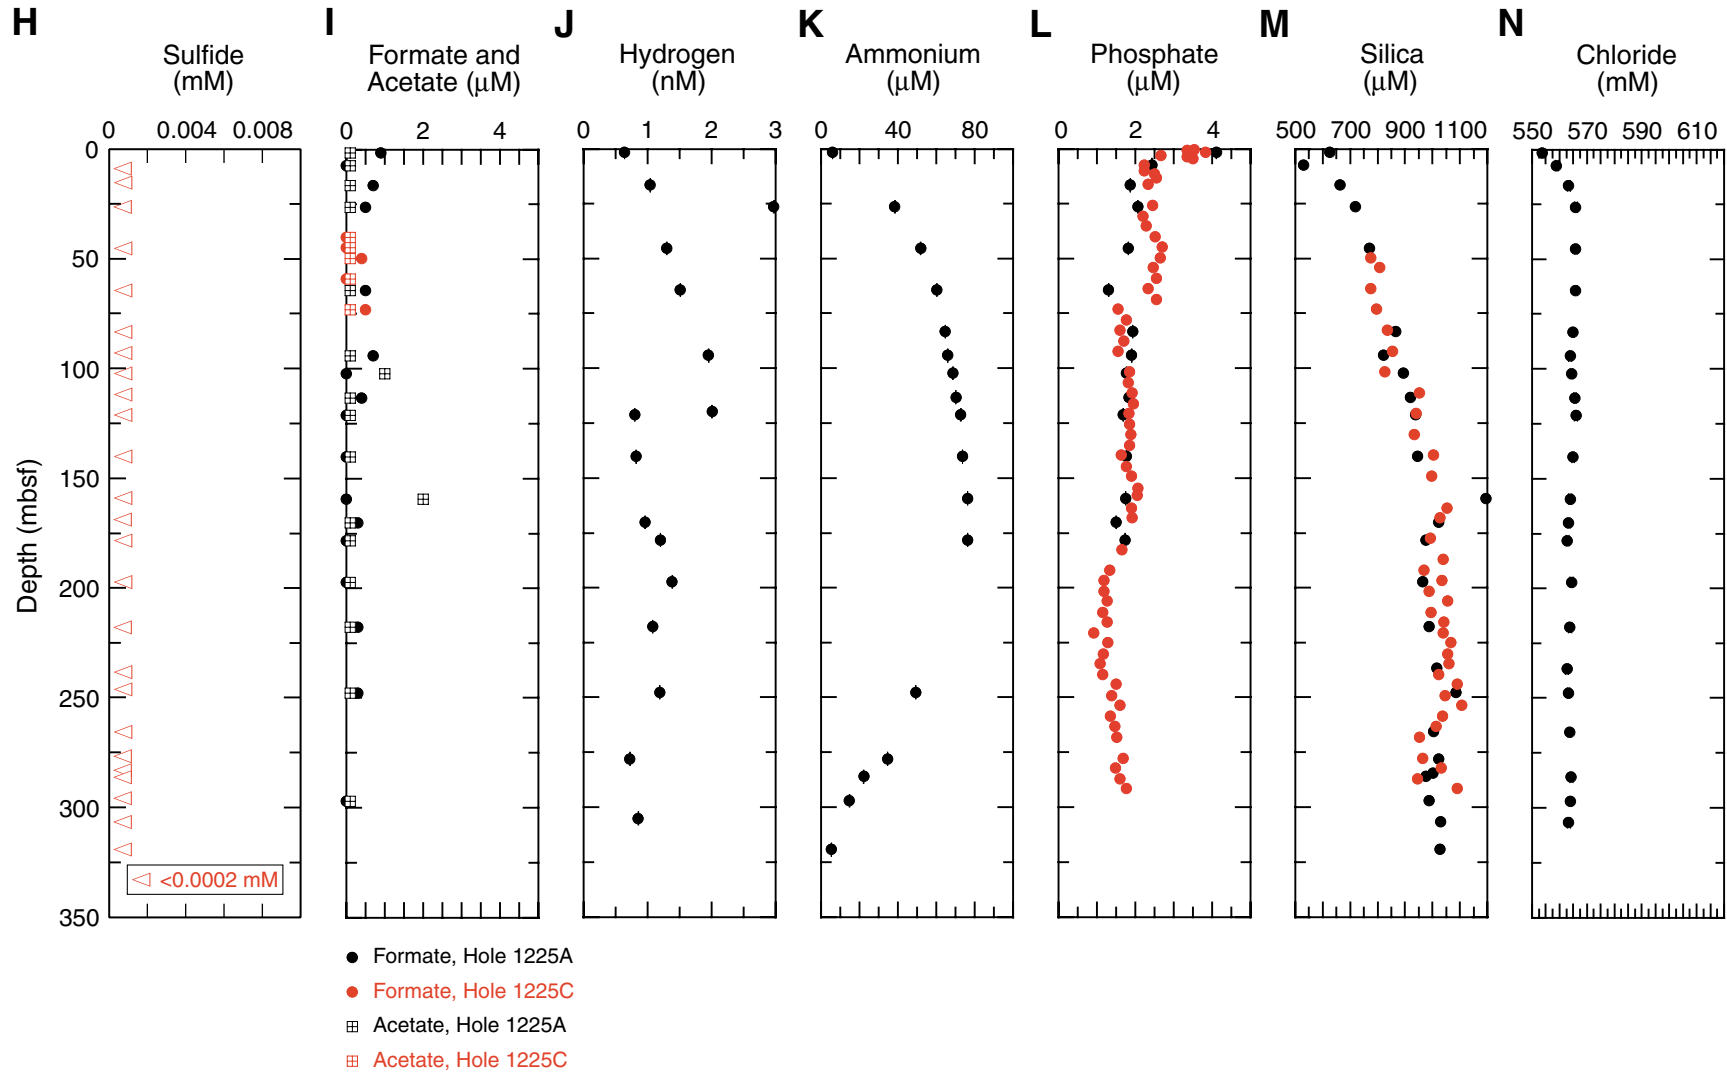 H
I
J
K
L
M
N
Sulfide
(mM)
Formate and
Acetate (µM)
Hydrogen
(nM)
Ammonium
(µM)
Phosphate
(µM)
Silica
(µM)
Chloride
(mM)
0 0.004 0.008
0 2 4
0 1 2 3
0 40 80
0 2 4
500 700 900 1100
550 570 590 610
0
50
100
150
200
250
300
350
Depth (mbsf)
<0.0002 mM
Formate, Hole 1225A
Formate, Hole 1225C
Acetate, Hole 1225A
Acetate, Hole 1225C